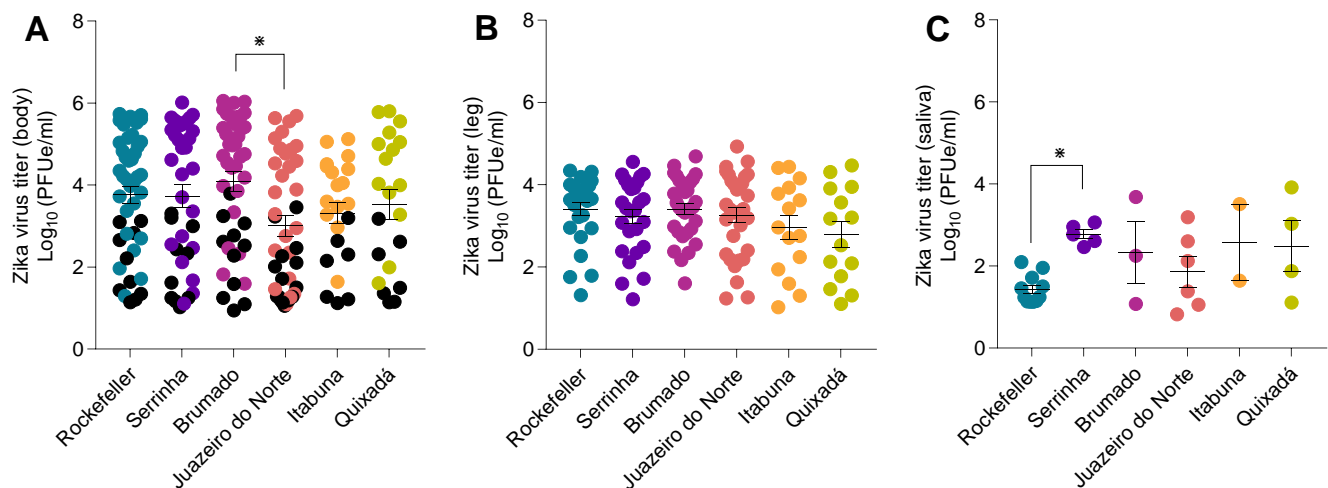 A
Zika virus titer (body)
Log10 (PFUe/ml)
8
6
4
2
0
※
Rockefeller
Serrinha
Brumado
Juazeiro do Norte
Itabuna
Quixadá
B
Zika virus titer (leg)
Log10 (PFUe/ml)
8
6
4
2
0
Rockefeller
Serrinha
Brumado
Juazeiro do Norte
Itabuna
Quixadá
C
Zika virus titer (saliva)
Log10 (PFUe/ml)
8
6
4
2
0
※
Rockefeller
Serrinha
Brumado
Juazeiro do Norte
Itabuna
Quixadá